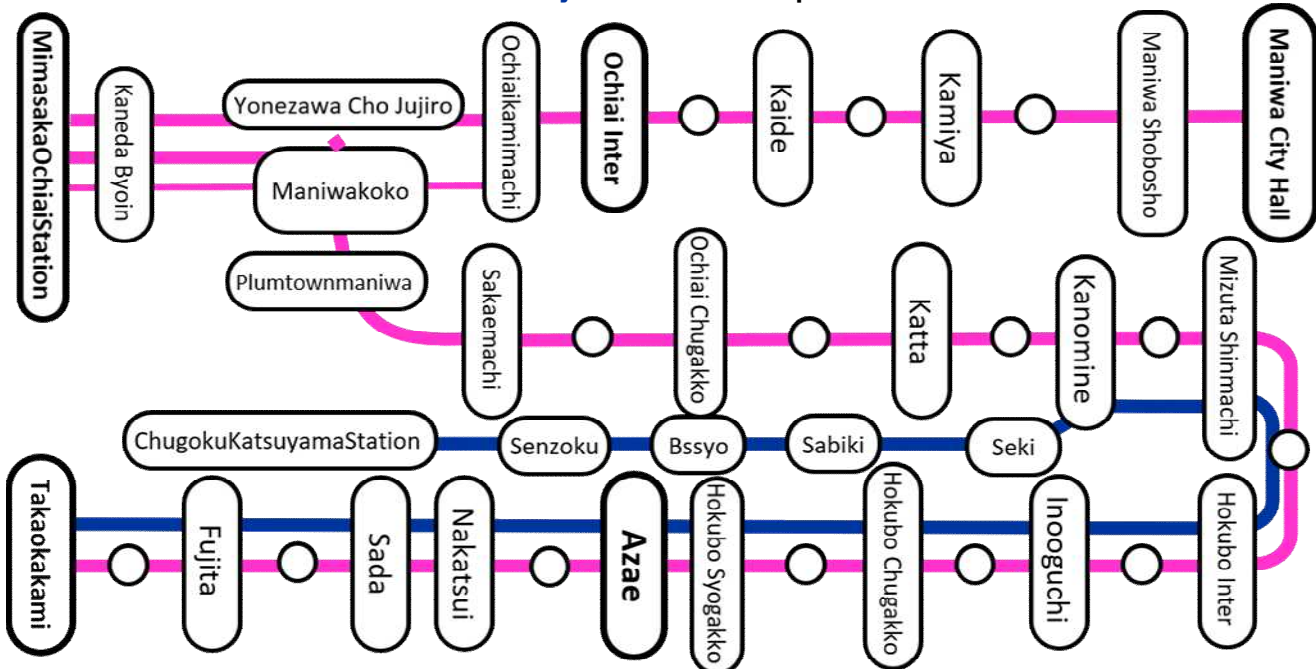 MimasakaOchiaiStation
Kaneda Byoin
Yonezawa Cho Jujiro
Maniwakoko
Plumtownmaniwa
Ochiaikamimachi
Ochiai Inter
Kaide
Kamiya
Maniwa Shobosho
Maniwa City Hall
Sakaemachi
Ochiai Chugakko
Katta
Kanomine
Mizuta Shinmachi
ChugokuKatsuyamaStation
Senzoku
Bssyo
Sabiki
Seki
Takaokakami
Fujita
Sada
Nakatsui
Azae
Hokubo Syogakko
Hokubo Chugakko
Inooguchi
Hokubo Inter